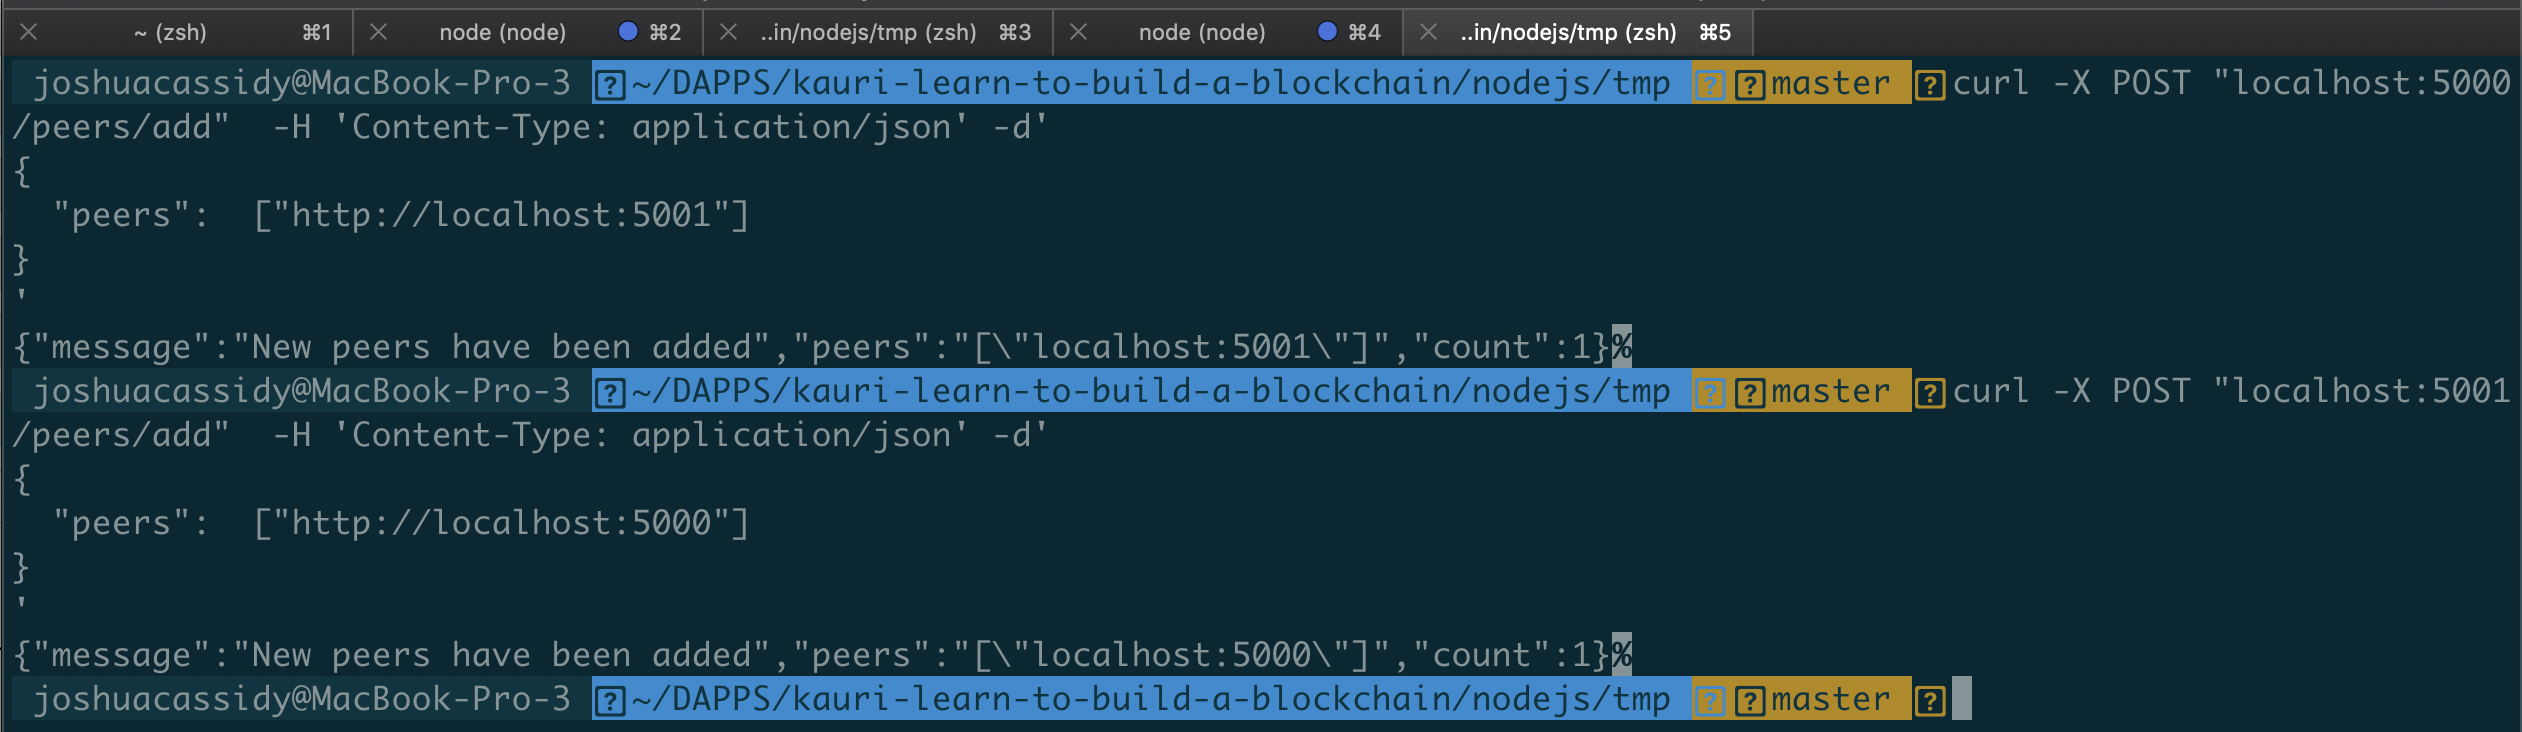 ~ (zsh) ⌘1 node (node) ⌘2 ..in/nodejs/tmp (zsh) ⌘3 node (node) ⌘4 ..in/nodejs/tmp (zsh) ⌘5
joshuacassidy@MacBook-Pro-3 ? ~/DAPPS/kauri-learn-to-build-a-blockchain/nodejs/tmp ? ? master ? curl -X POST "localhost:5000
/peers/add"  -H 'Content-Type: application/json' -d'
{
  "peers":  ["http://localhost:5001"]
}
'
{"message":"New peers have been added","peers":"[\"localhost:5001\"]","count":1}%
joshuacassidy@MacBook-Pro-3 ? ~/DAPPS/kauri-learn-to-build-a-blockchain/nodejs/tmp ? ? master ? curl -X POST "localhost:5001
/peers/add"  -H 'Content-Type: application/json' -d'
{
  "peers":  ["http://localhost:5000"]
}
'
{"message":"New peers have been added","peers":"[\"localhost:5000\"]","count":1}%
joshuacassidy@MacBook-Pro-3 ? ~/DAPPS/kauri-learn-to-build-a-blockchain/nodejs/tmp ? ? master ?